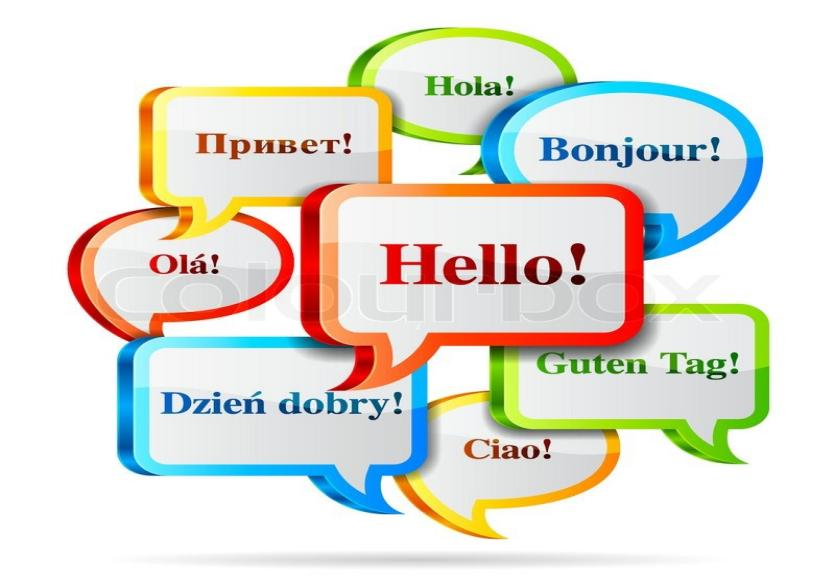 Hola!
Привет!
Bonjour!
Olá!
Hello!
Guten Tag!
Dzień dobry!
Ciao!
colourbox